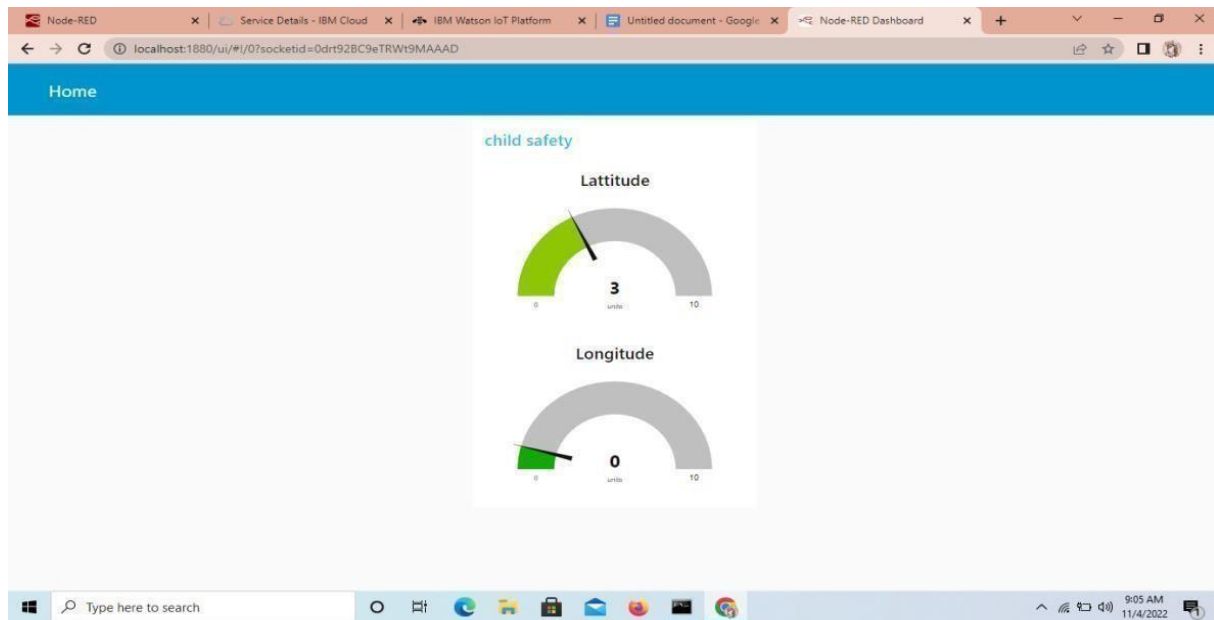 Node-RED
Service Details - IBM Cloud
IBM Watson IoT Platform
Untitled document - Google
Node-RED Dashboard
localhost:1880/ui/#!/0?socketid=0drt92BC9eTRWt9MAAAD
Home
child safety
Lattitude
3
0 units 10
Longitude
0
0 units 10
Type here to search
9:05 AM
11/4/2022